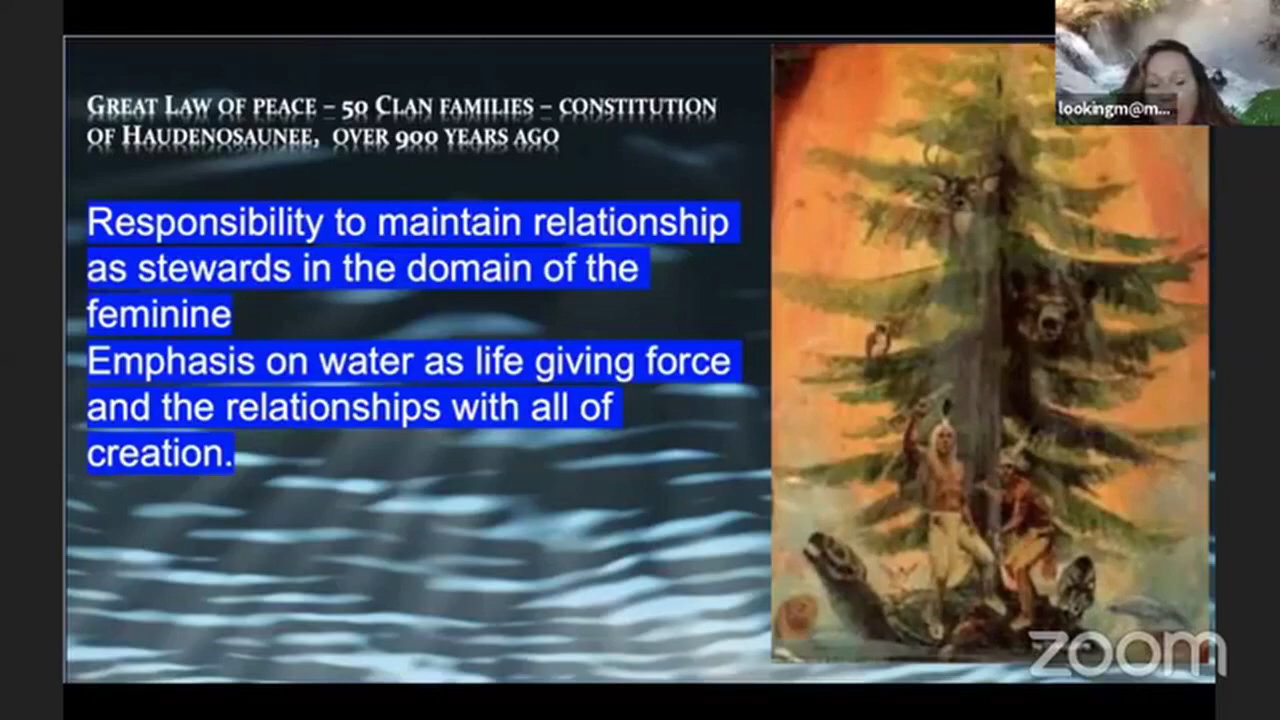 GREAT LAW OF PEACE – 50 CLAN FAMILIES – CONSTITUTION
OF HAUDENOSAUNEE, OVER 900 YEARS AGO
Responsibility to maintain relationship
as stewards in the domain of the
feminine
Emphasis on water as life giving force
and the relationships with all of
creation.
lookingm@m...
zoom